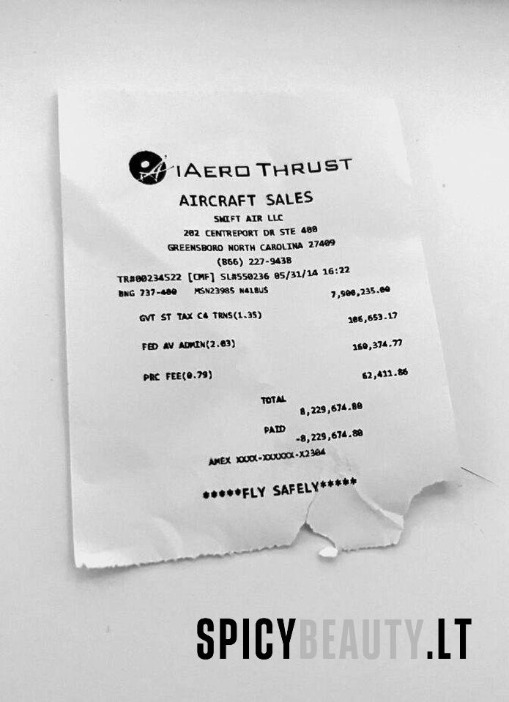 IAERO THRUST
AIRCRAFT SALES
SWIFT AIR LLC
202 CENTREPORT DR STE 400
GREENSBORO NORTH CAROLINA 27409
(866) 227-9438
TR#00234522 [CMF] SL#550236 05/31/14 16:22
BNG 737-400 MSN23985 N418US
7,900,235.00
GVT ST TAX C4 TRNS(1.35)
106,653.17
FED AV ADMIN(2.03)
160,374.77
PRC FEE(0.79)
62,411.86
TOTAL
8,229,674.80
PAID
-8,229,674.80
AMEX XXXX-XXXXXX-X2304
*****FLY SAFELY*****
SPICYBEAUTY.LT